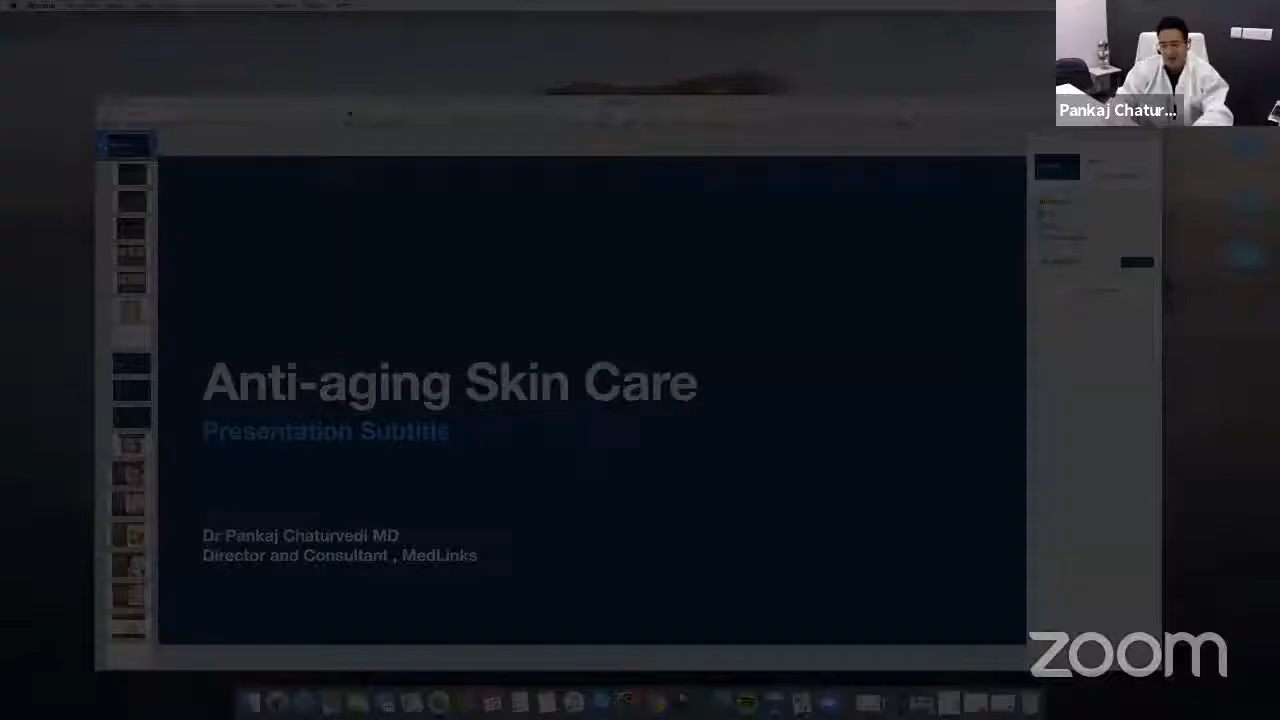 Pankaj Chatur...
Anti-aging Skin Care
Presentation Subtitle
Dr Pankaj Chaturvedi MD
Director and Consultant , MedLinks
zoom